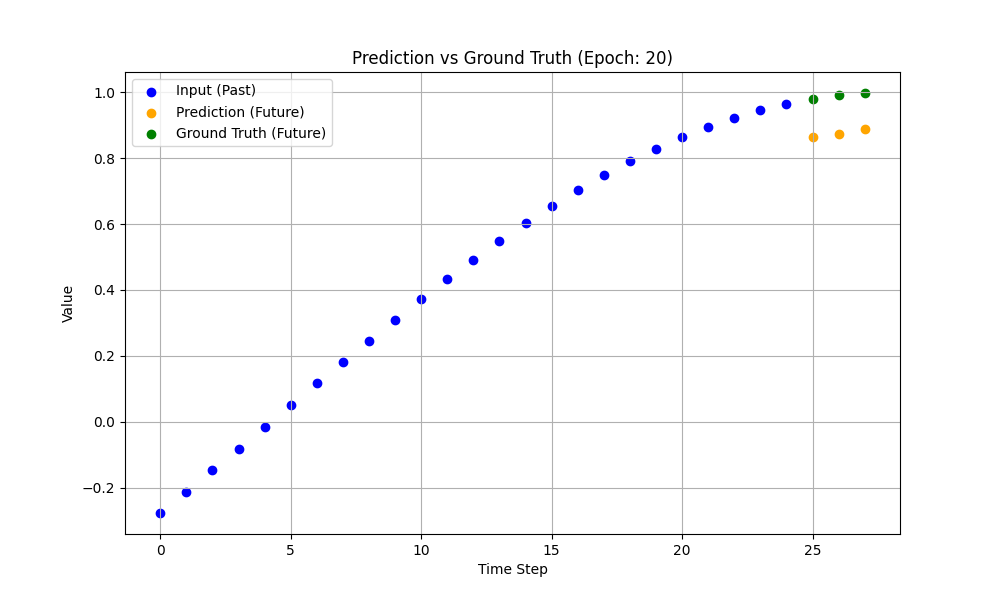 Prediction vs Ground Truth (Epoch: 20)
Input (Past)
Prediction (Future)
Ground Truth (Future)
Value
1.0
0.8
0.6
0.4
0.2
0.0
−0.2
0 5 10 15 20 25
Time Step